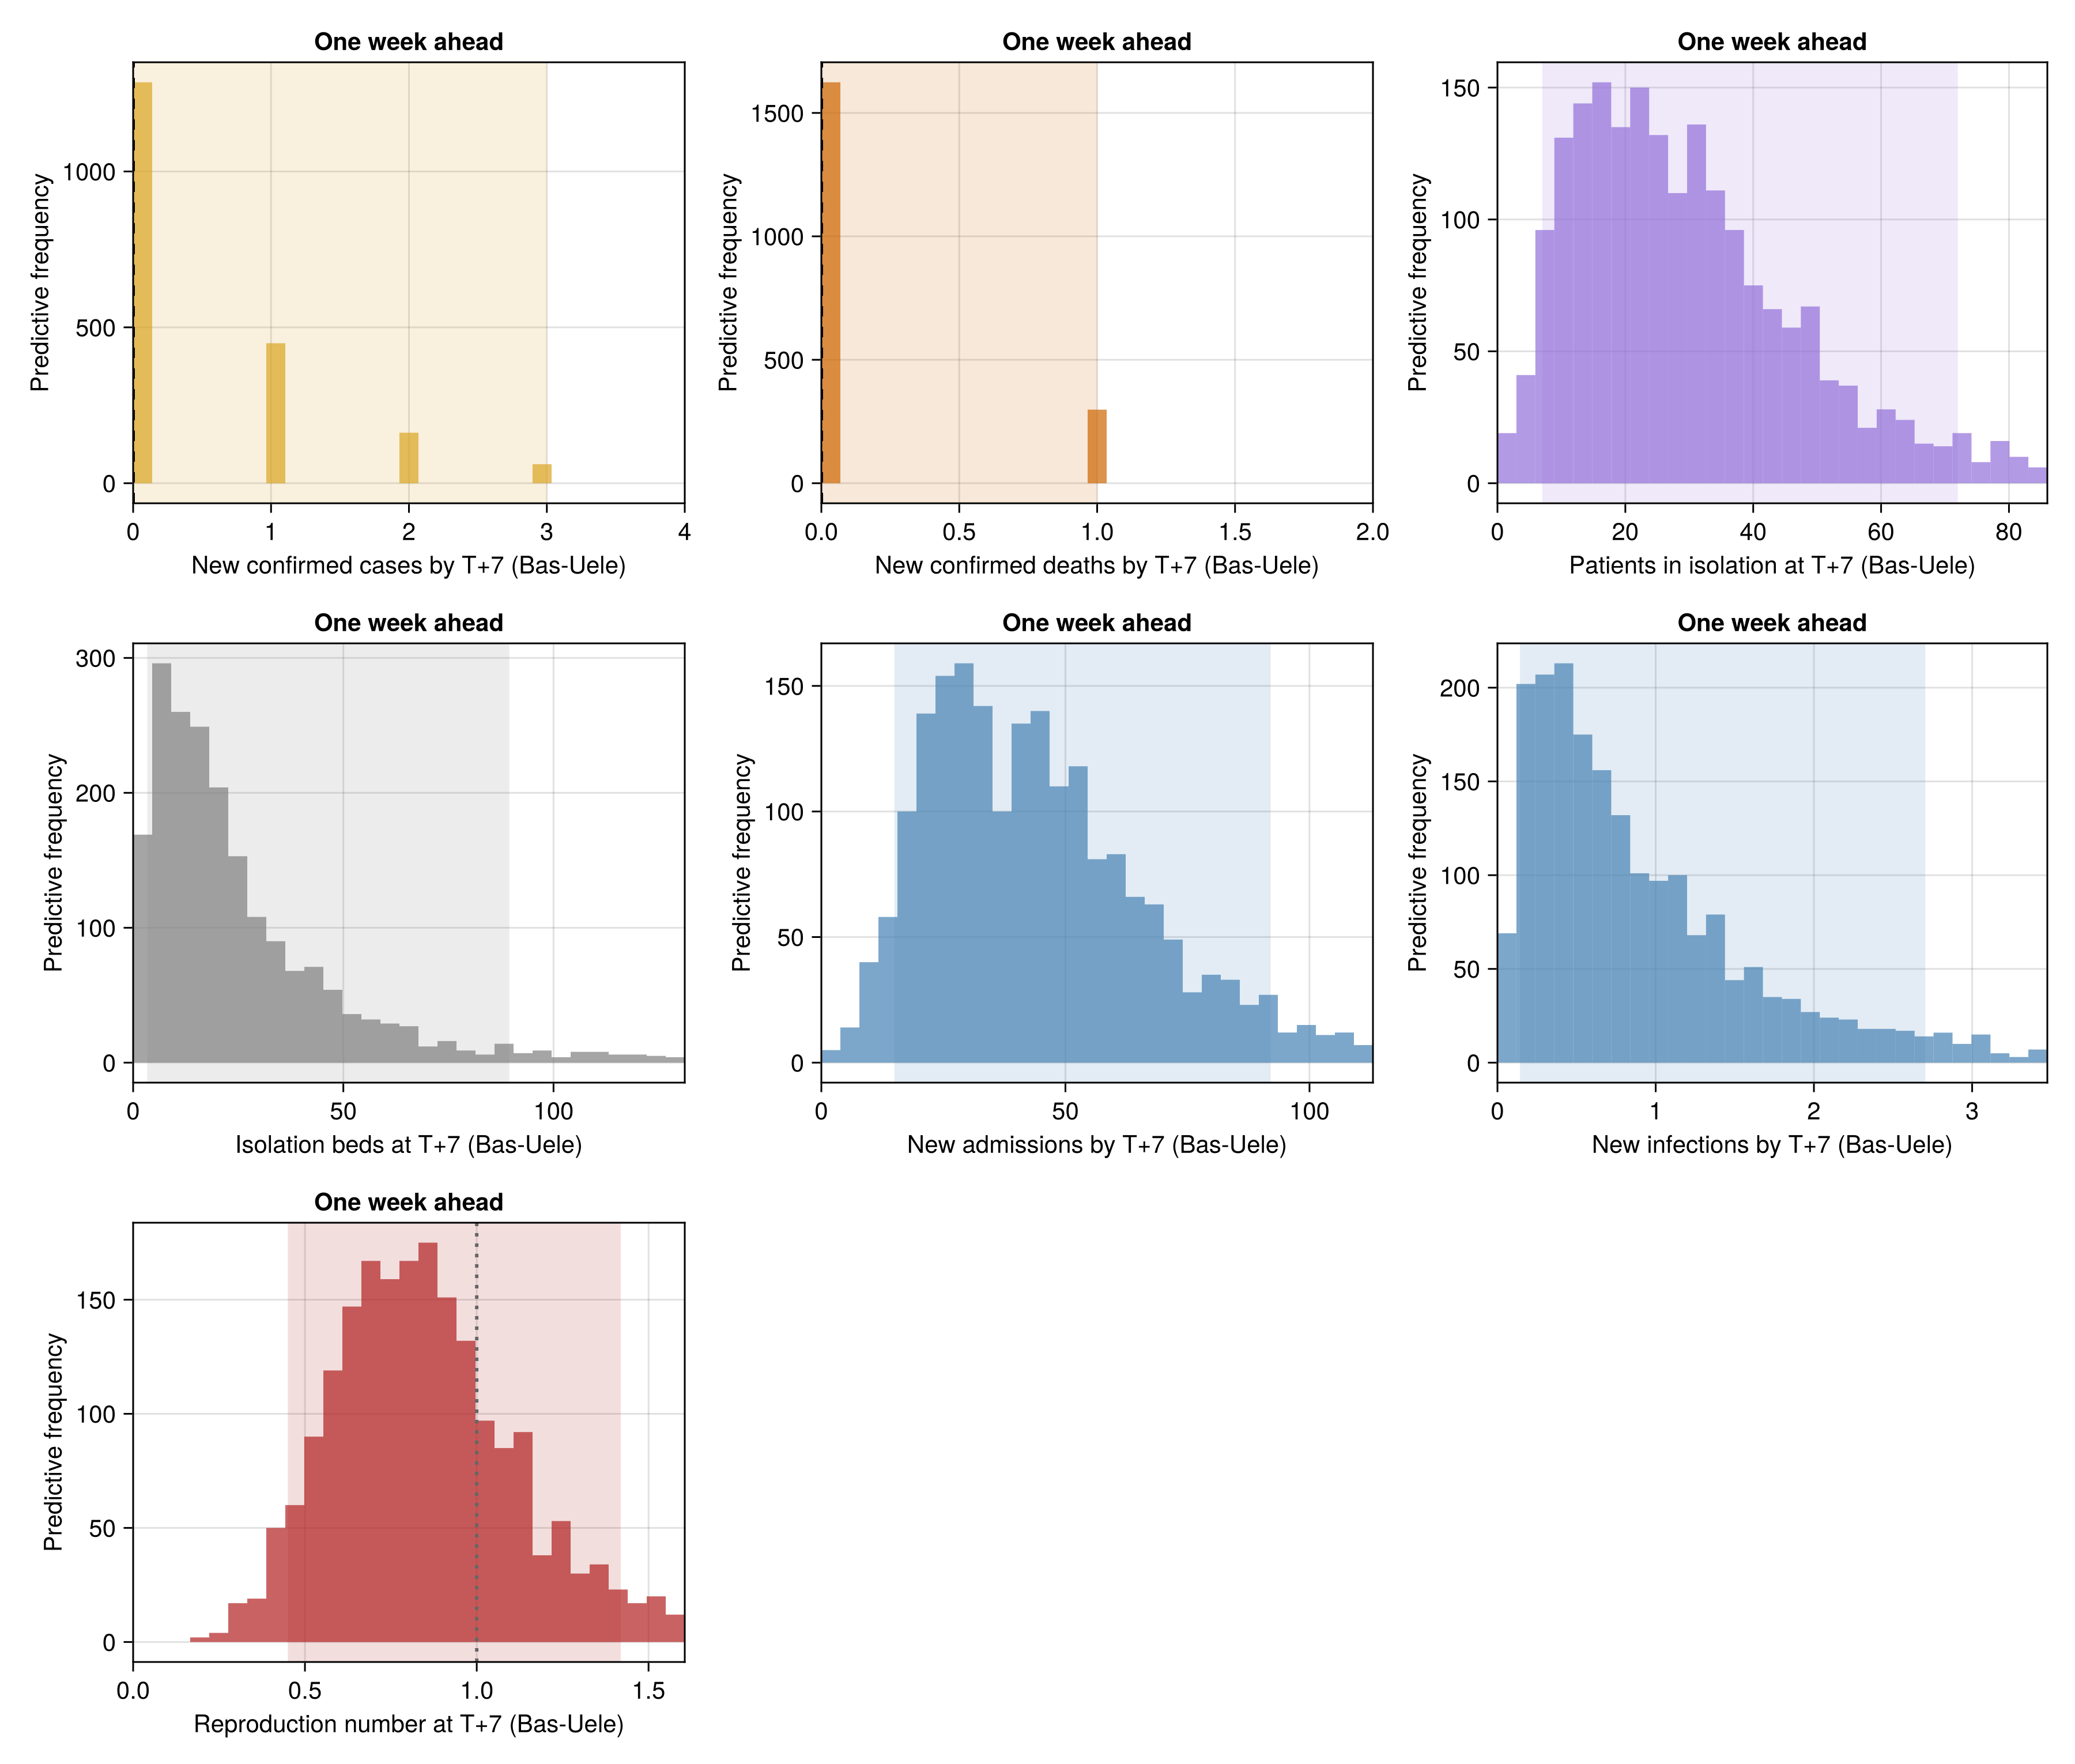 One week ahead
Predictive frequency
1000
500
0
0 1 2 3 4
New confirmed cases by T+7 (Bas-Uele)
One week ahead
Predictive frequency
1500
1000
500
0
0.0 0.5 1.0 1.5 2.0
New confirmed deaths by T+7 (Bas-Uele)
One week ahead
Predictive frequency
150
100
50
0
0 20 40 60 80
Patients in isolation at T+7 (Bas-Uele)
One week ahead
Predictive frequency
300
200
100
0
0 50 100
Isolation beds at T+7 (Bas-Uele)
One week ahead
Predictive frequency
150
100
50
0
0 50 100
New admissions by T+7 (Bas-Uele)
One week ahead
Predictive frequency
200
150
100
50
0
0 1 2 3
New infections by T+7 (Bas-Uele)
One week ahead
Predictive frequency
150
100
50
0
0.0 0.5 1.0 1.5
Reproduction number at T+7 (Bas-Uele)